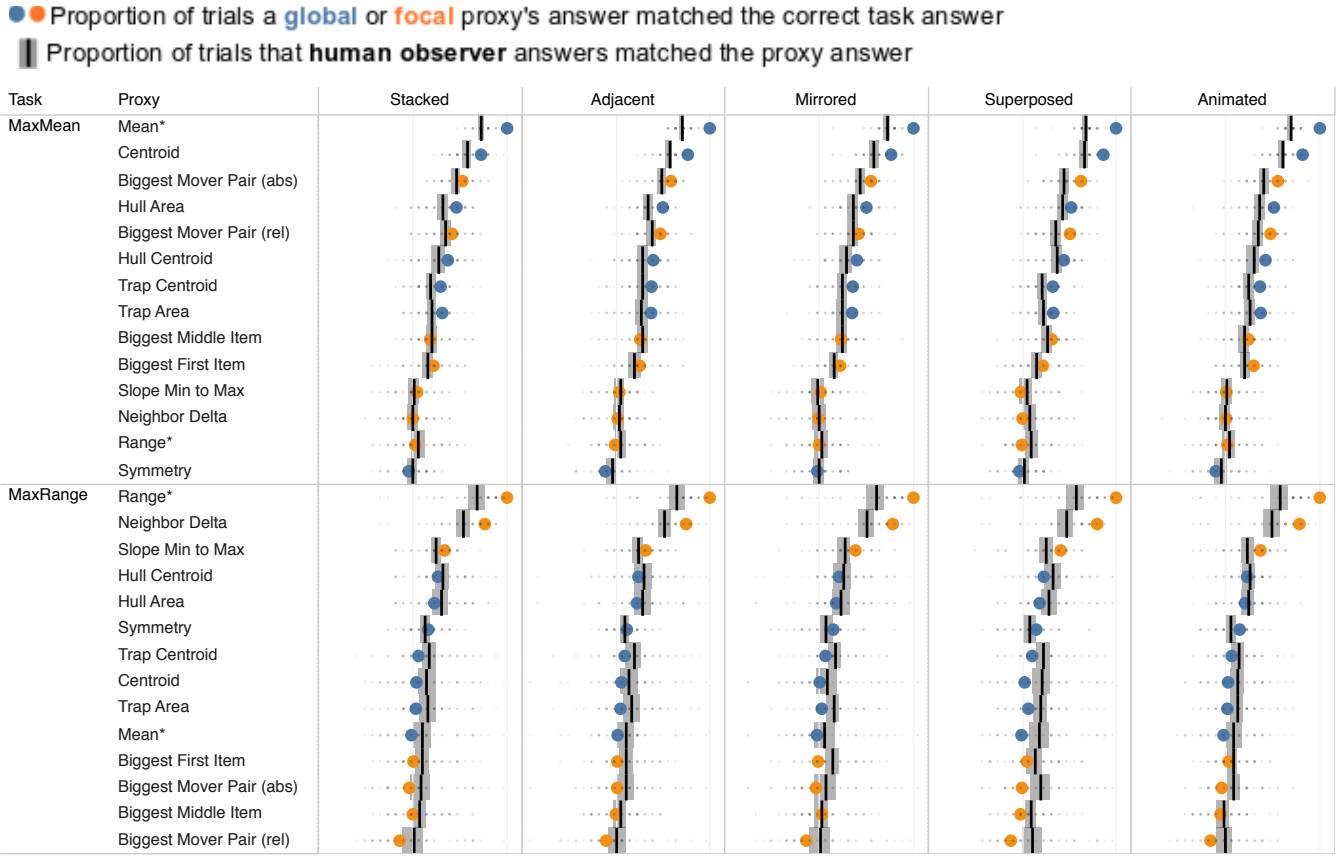 Proportion of trials a global or focal proxy's answer matched the correct task answer
Proportion of trials that human observer answers matched the proxy answer
Task Proxy Stacked Adjacent Mirrored Superposed Animated
MaxMean Mean*
Centroid
Biggest Mover Pair (abs)
Hull Area
Biggest Mover Pair (rel)
Hull Centroid
Trap Centroid
Trap Area
Biggest Middle Item
Biggest First Item
Slope Min to Max
Neighbor Delta
Range*
Symmetry
MaxRange Range*
Neighbor Delta
Slope Min to Max
Hull Centroid
Hull Area
Symmetry
Trap Centroid
Centroid
Trap Area
Mean*
Biggest First Item
Biggest Mover Pair (abs)
Biggest Middle Item
Biggest Mover Pair (rel)